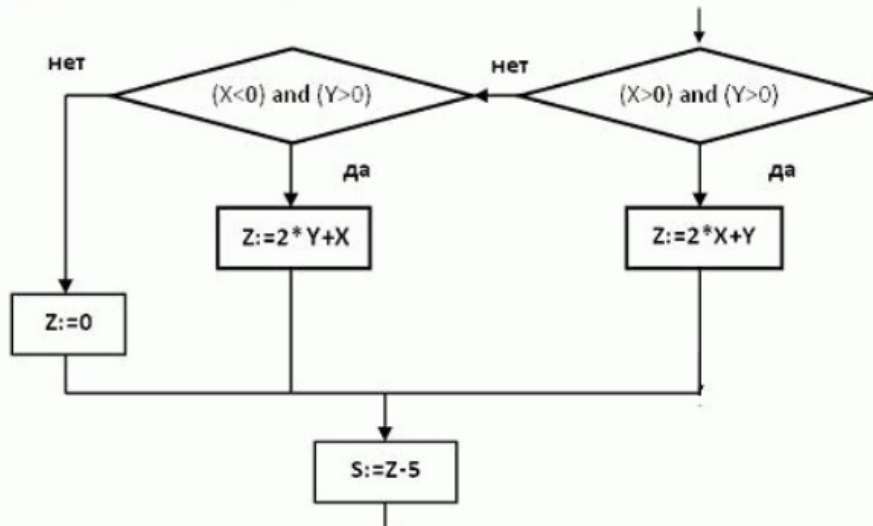 нет
(X<0) and (Y>0)
нет
(X>0) and (Y>0)
да
да
Z:=2* Y+X
Z:=2*X+Y
Z:=0
S:=Z-5